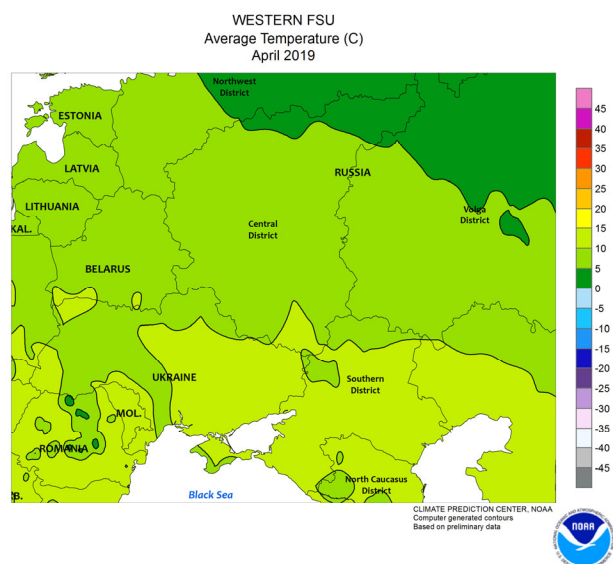 WESTERN FSU
Average Temperature (C)
April 2019
Northwest
District
ESTONIA
LATVIA
RUSSIA
LITHUANIA
Volga
District
KAL.
Central
District
BELARUS
UKRAINE
Southern
District
MOL.
ROMANIA
North Caucasus
District
B.
Black Sea
45
40
35
30
25
20
15
10
5
0
-5
-10
-15
-20
-25
-30
-35
-40
-45
CLIMATE PREDICTION CENTER, NOAA
Computer generated contours
Based on preliminary data
NOAA